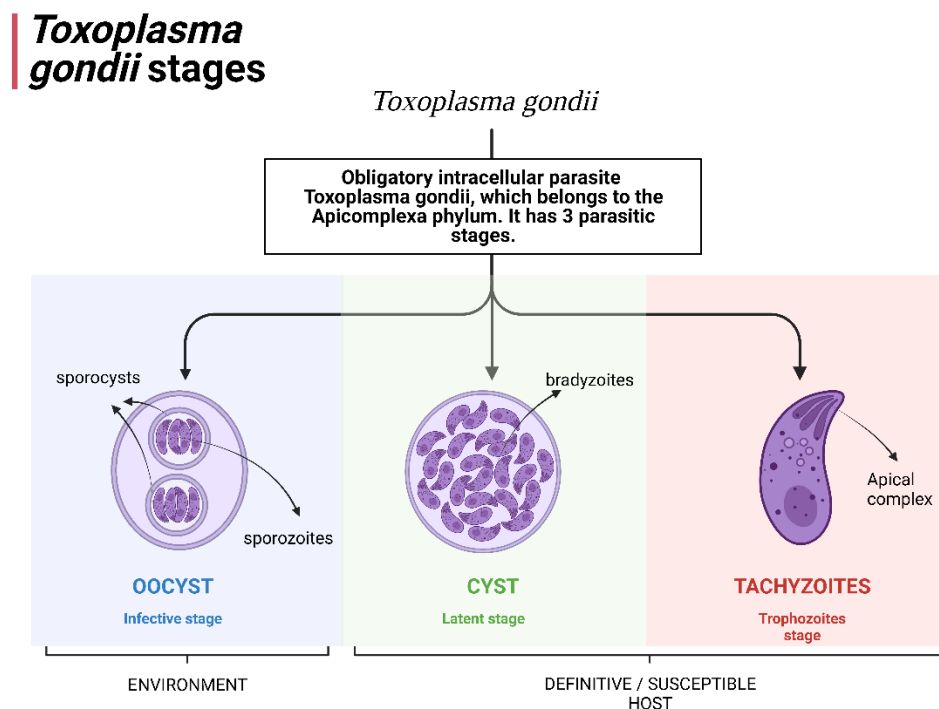 Toxoplasma
gondii stages
Toxoplasma gondii
Obligatory intracellular parasite
Toxoplasma gondii, which belongs to the
Apicomplexa phylum. It has 3 parasitic
stages.
sporocysts
sporozoites
OOCYST
Infective stage
bradyzoites
CYST
Latent stage
Apical
complex
TACHYZOITES
Trophozoites
stage
ENVIRONMENT
DEFINITIVE / SUSCEPTIBLE
HOST